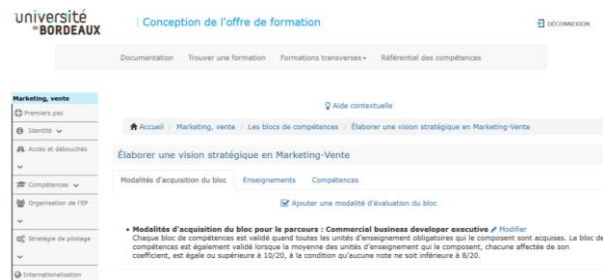 université
de BORDEAUX
Conception de l'offre de formation
DÉCONNEXION
Documentation Trouver une formation Formations transverses Référentiel des compétences
Marketing, vente
Aide contextuelle
Premiers pas
Identité
Accueil / Marketing, vente / Les blocs de compétences / Élaborer une vision stratégique en Marketing-Vente
Accès et débouchés
Élaborer une vision stratégique en Marketing-Vente
Compétences
Modalités d'acquisition du bloc Enseignements Compétences
Organisation de l'EP
Ajouter une modalité d'évaluation du bloc
Stratégie de pilotage
• Modalités d'acquisition du bloc pour le parcours : Commercial business developer executive Modifier
Chaque bloc de compétences est validé quand toutes les unités d'enseignement obligatoires qui le composent sont acquises. Le bloc de
compétences est également validé lorsque la moyenne des unités d'enseignement qui le composent, chacune affectée de son
coefficient, est égale ou supérieure à 10/20, à la condition qu'aucune note ne soit inférieure à 8/20.
Internationalisation